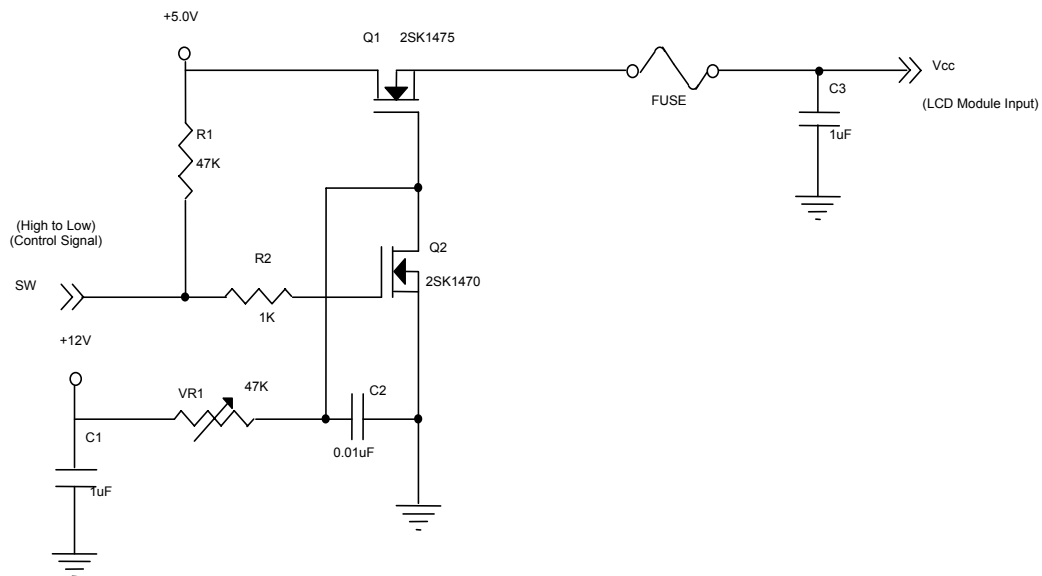 +5.0V
Q1 2SK1475
Vcc
FUSE
C3
(LCD Module Input)
R1
1uF
47K
(High to Low)
(Control Signal)
Q2
R2
SW
2SK1470
1K
+12V
VR1
47K
C2
C1
0.01uF
1uF